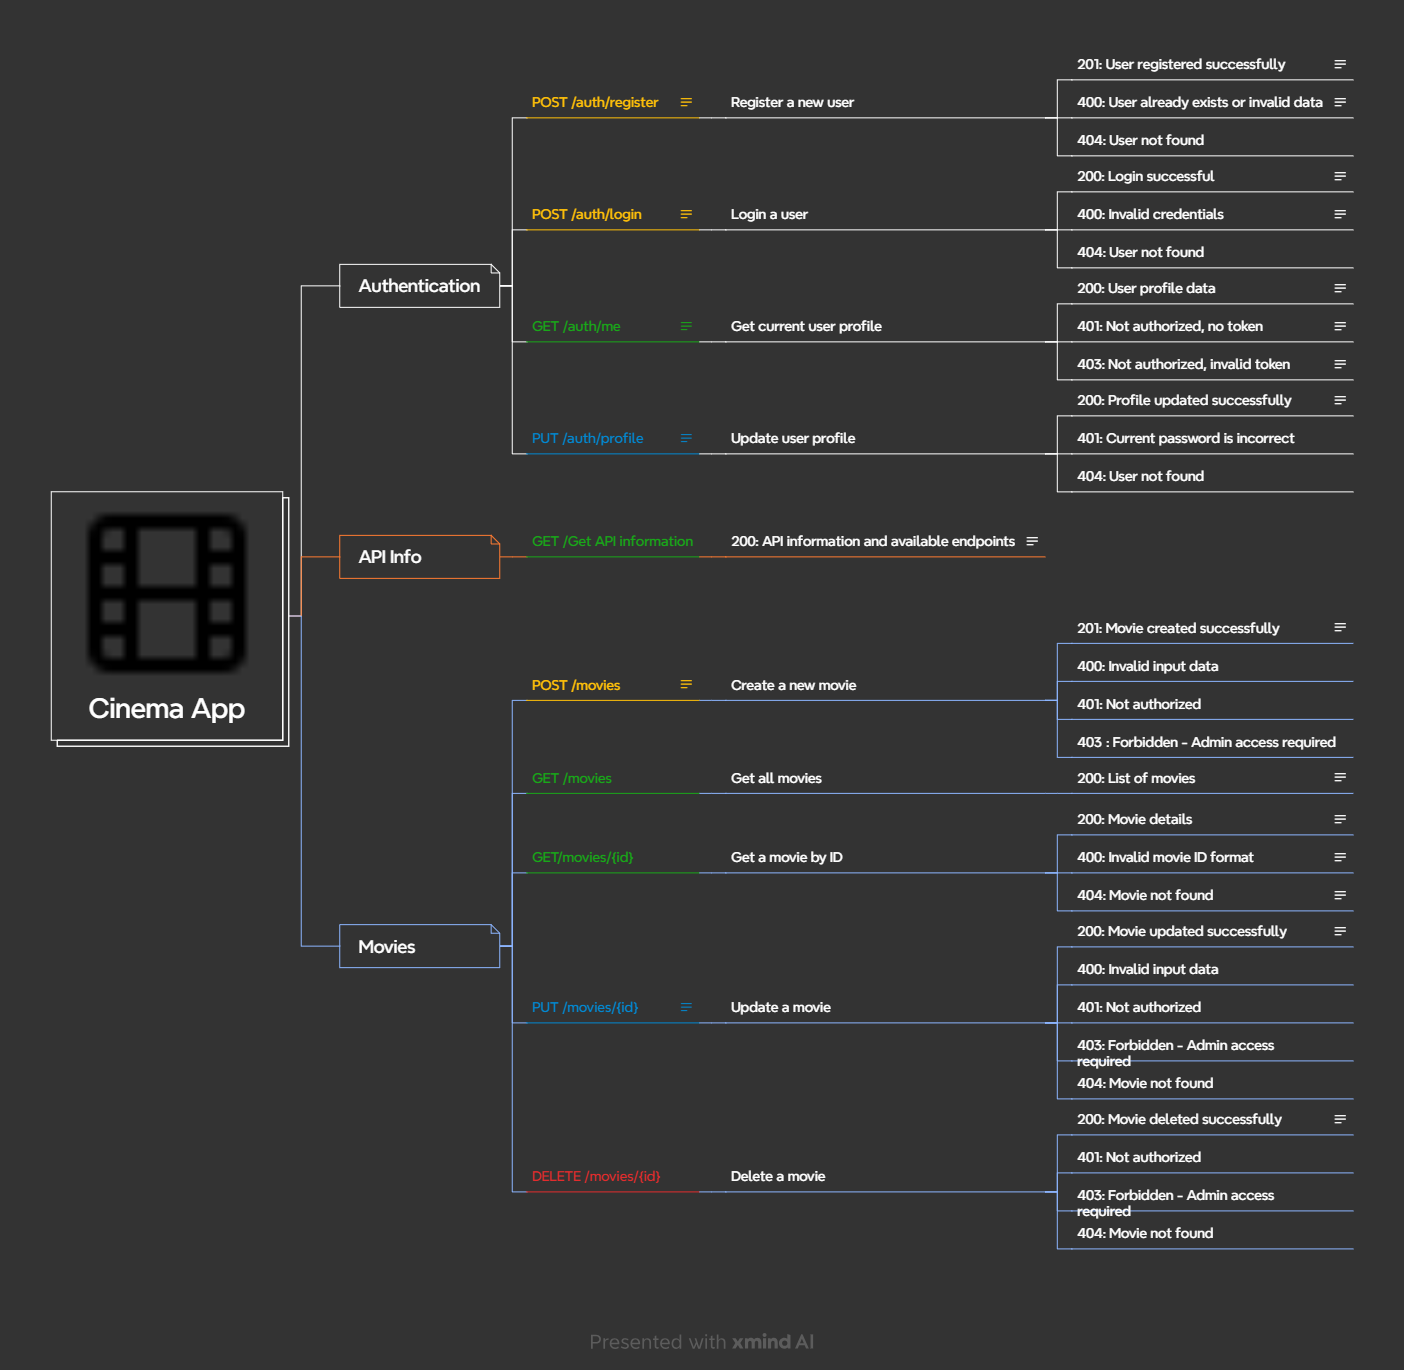 Cinema App
Authentication
POST /auth/register
Register a new user
201: User registered successfully
400: User already exists or invalid data
404: User not found
POST /auth/login
Login a user
200: Login successful
400: Invalid credentials
404: User not found
GET /auth/me
Get current user profile
200: User profile data
401: Not authorized, no token
403: Not authorized, invalid token
PUT /auth/profile
Update user profile
200: Profile updated successfully
401: Current password is incorrect
404: User not found
API Info
GET /Get API information
200: API information and available endpoints
Movies
POST /movies
Create a new movie
201: Movie created successfully
400: Invalid input data
401: Not authorized
403 : Forbidden - Admin access required
GET /movies
Get all movies
200: List of movies
GET/movies/{id}
Get a movie by ID
200: Movie details
400: Invalid movie ID format
404: Movie not found
PUT /movies/{id}
Update a movie
200: Movie updated successfully
400: Invalid input data
401: Not authorized
403: Forbidden - Admin access
required
404: Movie not found
DELETE /movies/{id}
Delete a movie
200: Movie deleted successfully
401: Not authorized
403: Forbidden - Admin access
required
404: Movie not found
Presented with xmind AI